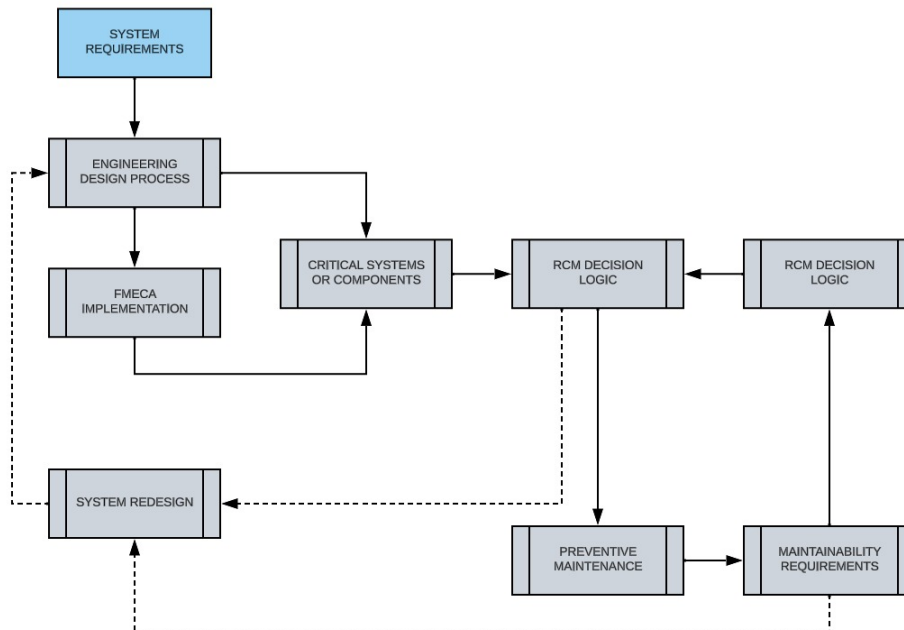 SYSTEM
REQUIREMENTS
ENGINEERING
DESIGN PROCESS
FMECA
IMPLEMENTATION
CRITICAL SYSTEMS
OR COMPONENTS
RCM DECISION
LOGIC
RCM DECISION
LOGIC
SYSTEM REDESIGN
PREVENTIVE
MAINTENANCE
MAINTAINABILITY
REQUIREMENTS